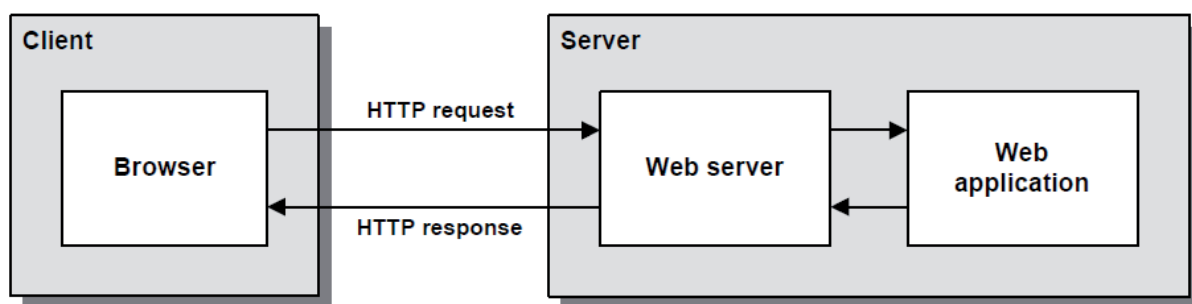 Client
Server
HTTP request
Browser
Web server
Web
application
HTTP response